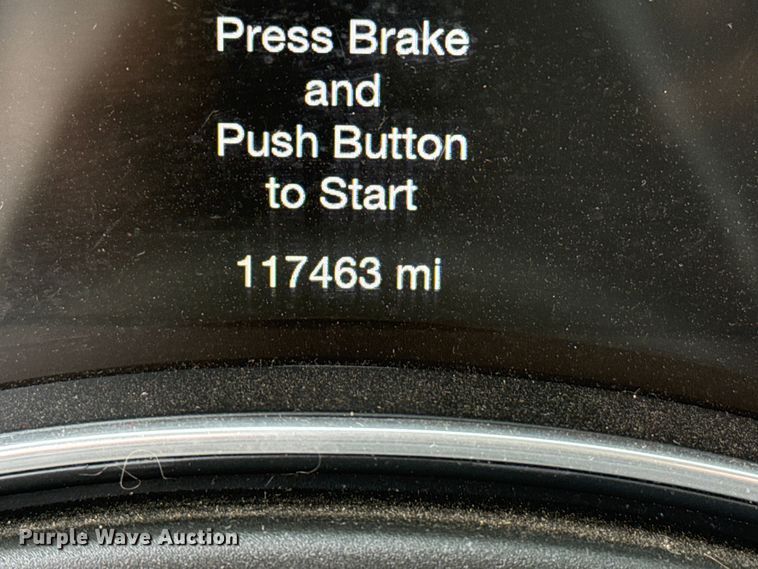 Press Brake
and
Push Button
to Start
117463 mi
Purple Wave Auction